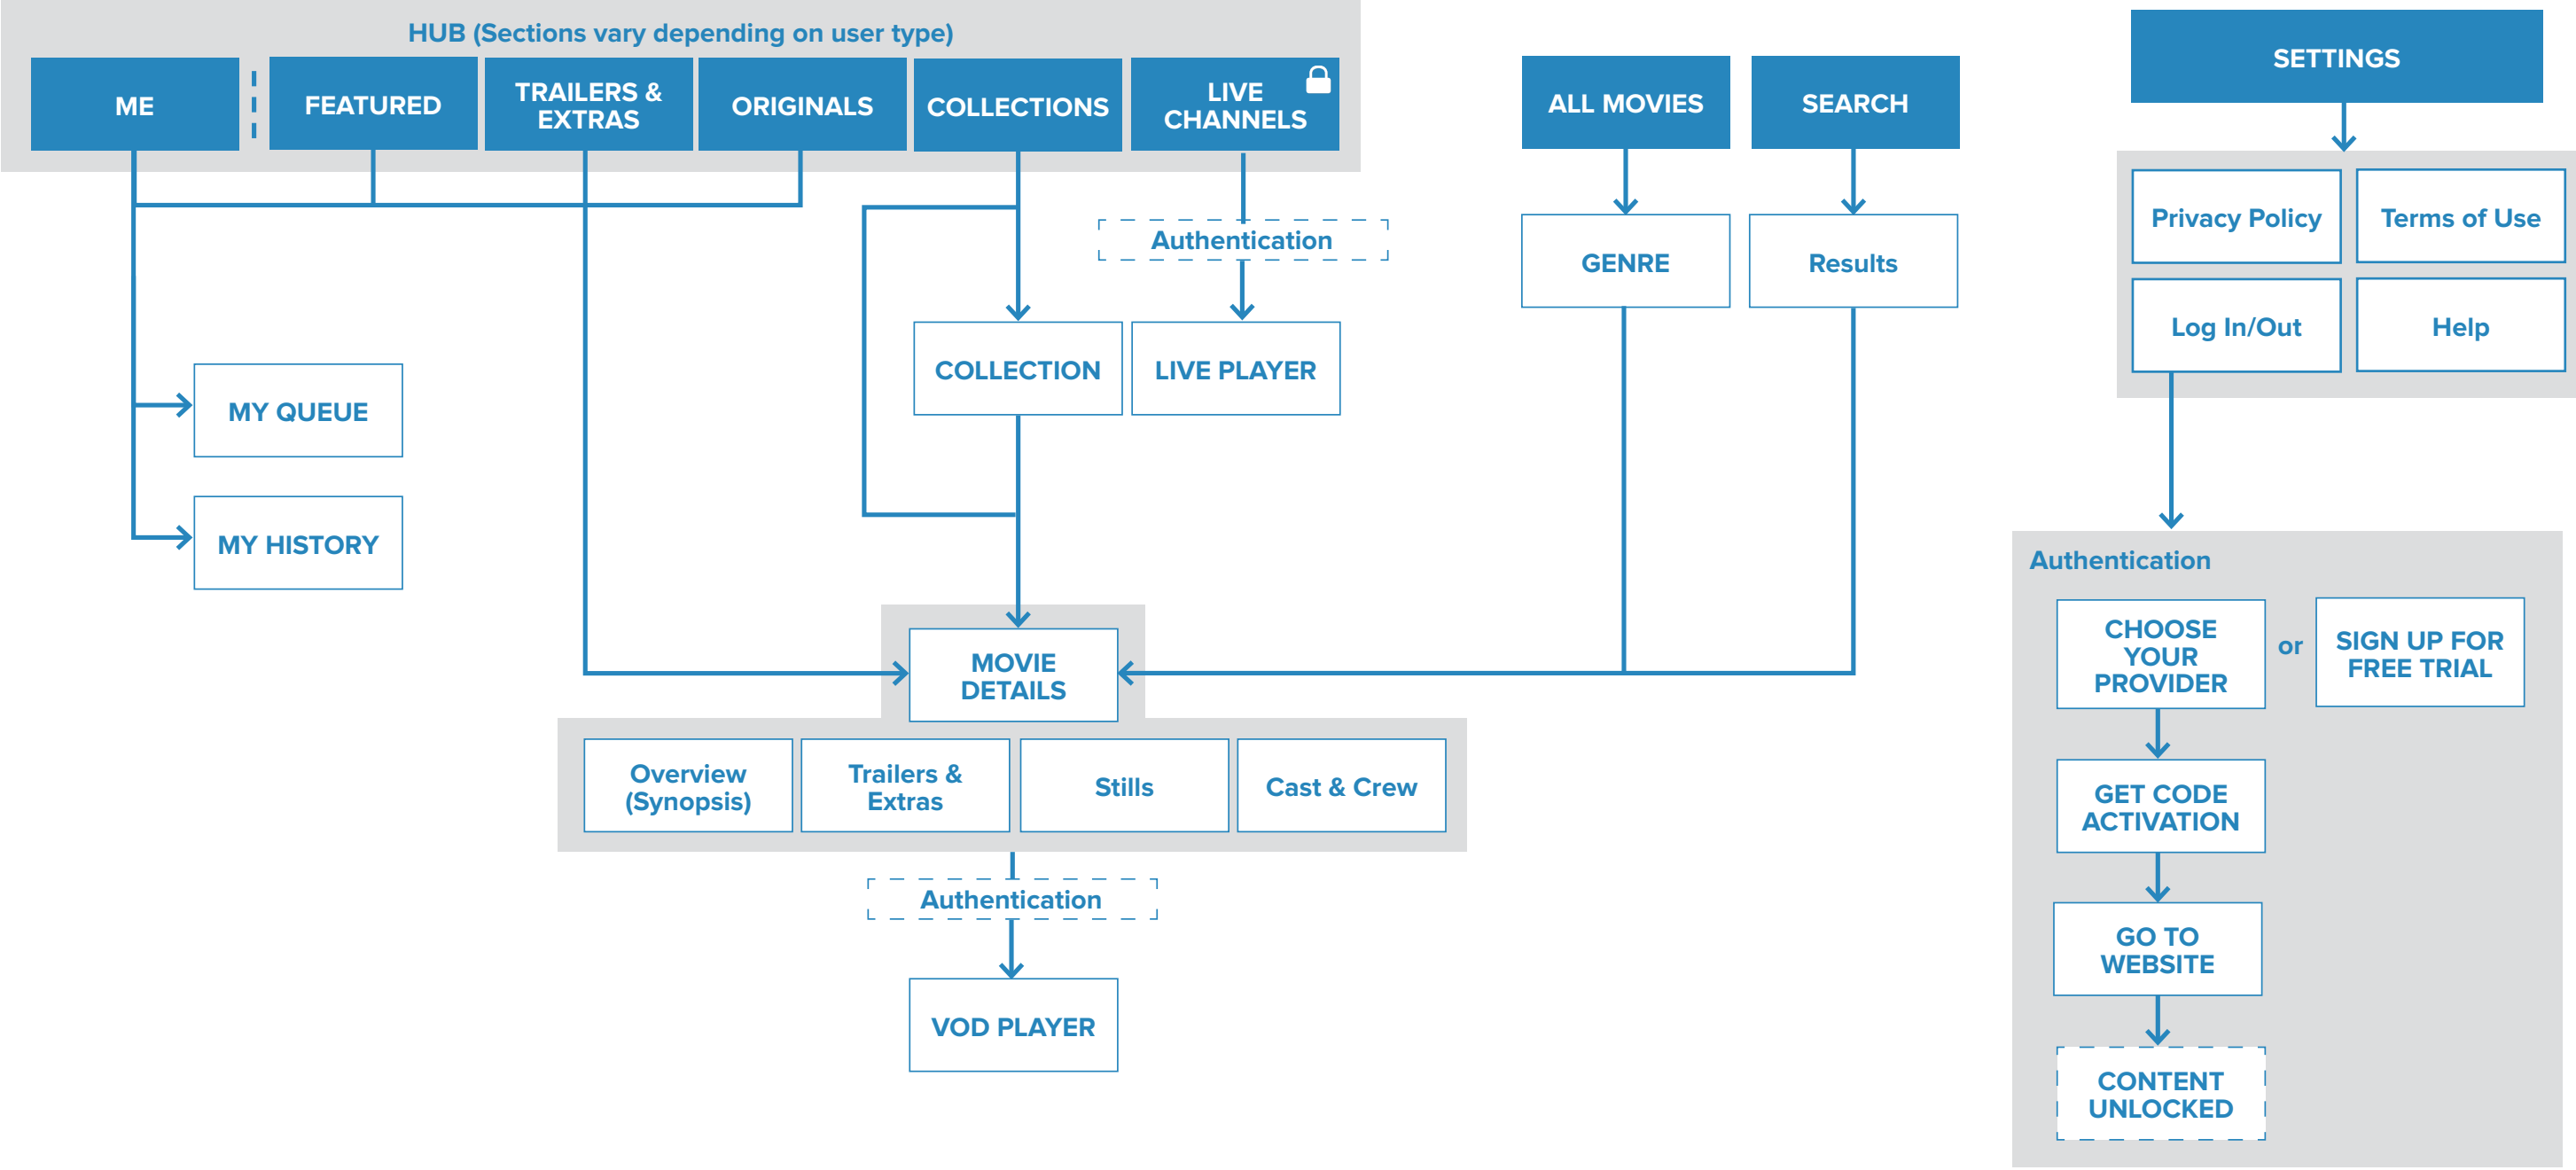 HUB (Sections vary depending on user type)
ME
FEATURED
TRAILERS &
EXTRAS
ORIGINALS
COLLECTIONS
LIVE
CHANNELS
ALL MOVIES
SEARCH
SETTINGS
Authentication
GENRE
Results
Privacy Policy
Terms of Use
Log In/Out
Help
COLLECTION
LIVE PLAYER
MY QUEUE
MY HISTORY
MOVIE
DETAILS
Overview
(Synopsis)
Trailers &
Extras
Stills
Cast & Crew
Authentication
VOD PLAYER
Authentication
CHOOSE
YOUR
PROVIDER
or
SIGN UP FOR
FREE TRIAL
GET CODE
ACTIVATION
GO TO
WEBSITE
CONTENT
UNLOCKED